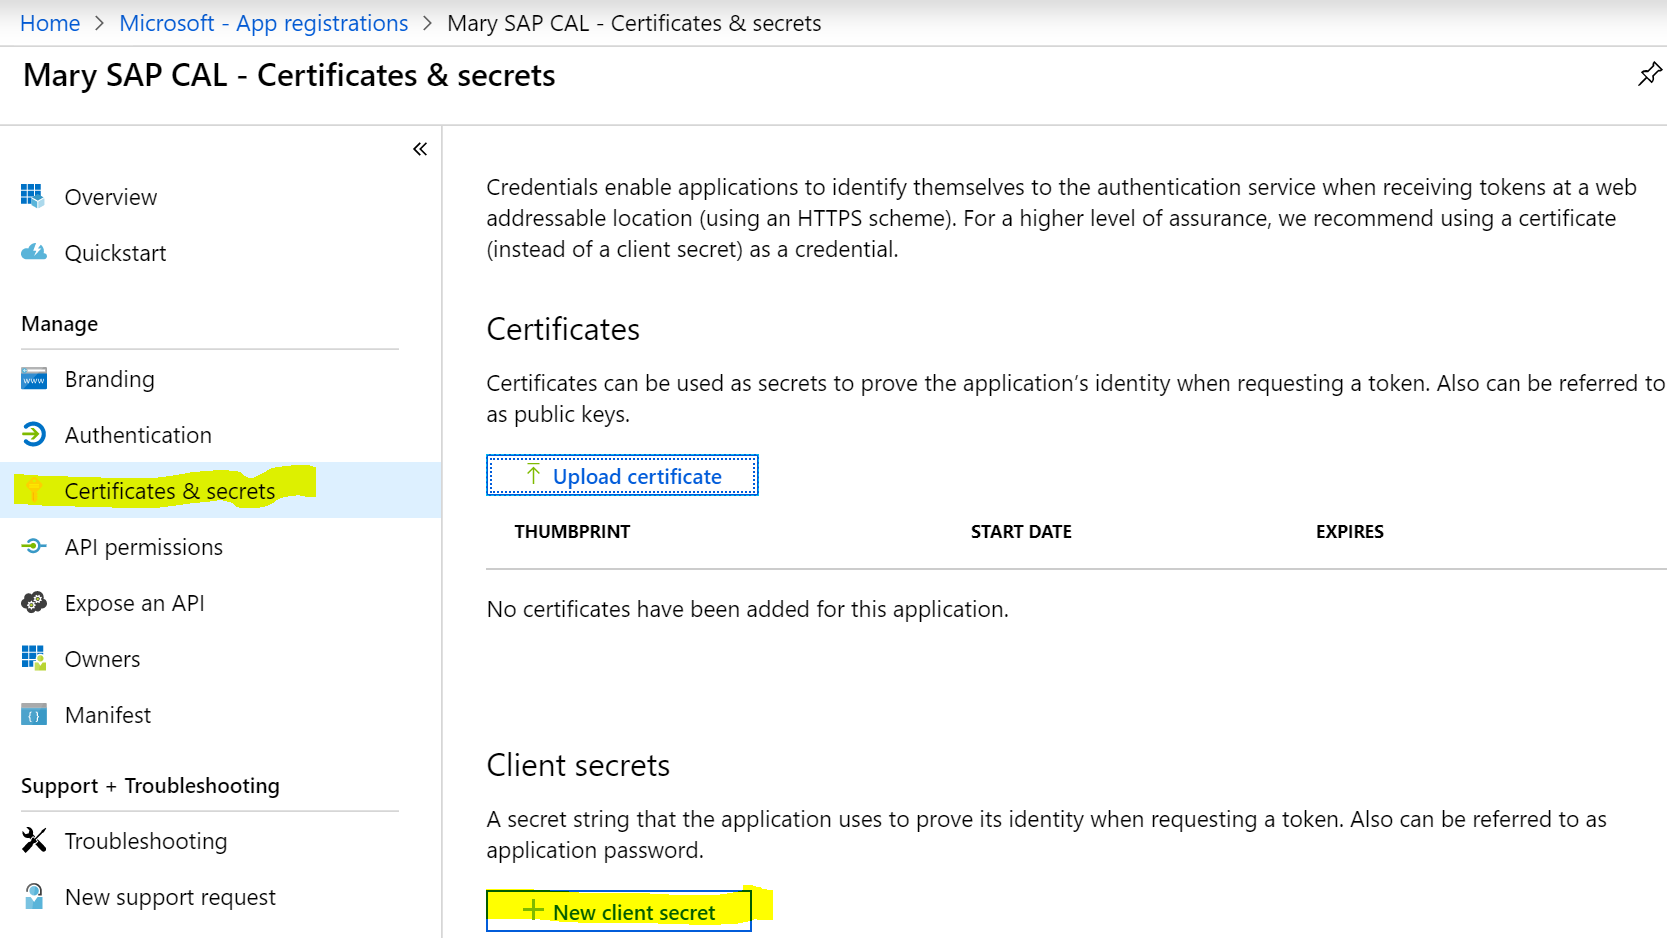 Home > Microsoft - App registrations > Mary SAP CAL - Certificates & secrets
Mary SAP CAL - Certificates & secrets
«
Overview
Quickstart
Manage
www
Branding
Authentication
Certificates & secrets
API permissions
Expose an API
Owners
Manifest
Support + Troubleshooting
Troubleshooting
New support request
Credentials enable applications to identify themselves to the authentication service when receiving tokens at a web
addressable location (using an HTTPS scheme). For a higher level of assurance, we recommend using a certificate
(instead of a client secret) as a credential.
Certificates
Certificates can be used as secrets to prove the application's identity when requesting a token. Also can be referred to
as public keys.
Upload certificate
THUMBPRINT START DATE EXPIRES
No certificates have been added for this application.
Client secrets
A secret string that the application uses to prove its identity when requesting a token. Also can be referred to as
application password.
+ New client secret